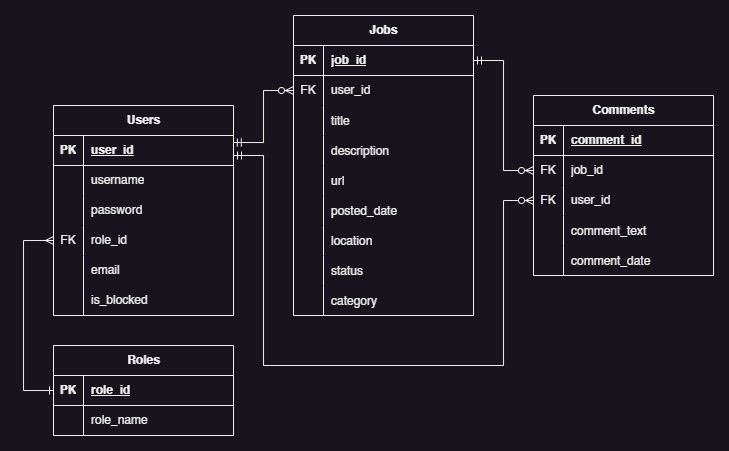 Jobs
PK job_id
FK user_id
title
description
url
posted_date
location
status
category
Users
PK user_id
username
password
FK role_id
email
is_blocked
Comments
PK comment_id
FK job_id
FK user_id
comment_text
comment_date
Roles
PK role_id
role_name